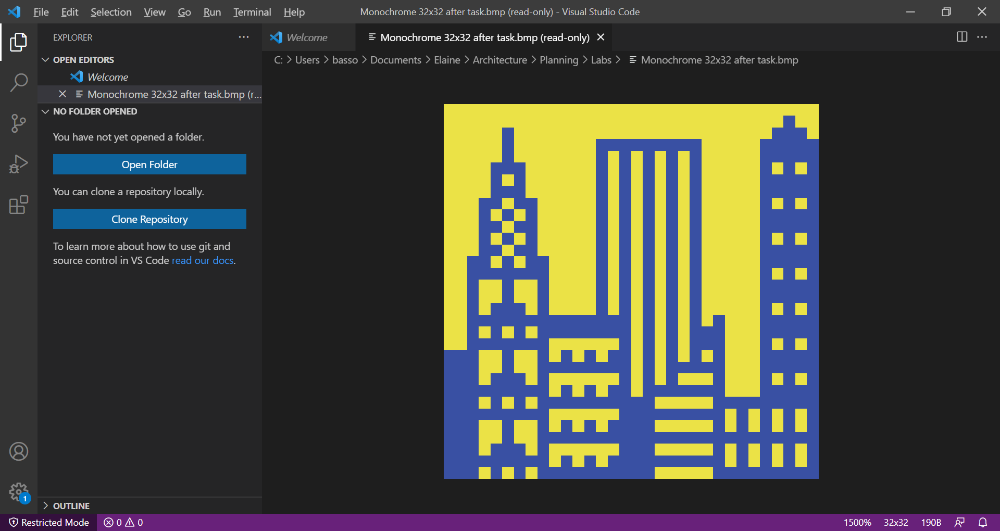 File Edit Selection View Go Run Terminal Help Monochrome 32x32 after task.bmp (read-only) - Visual Studio Code
EXPLORER
OPEN EDITORS
Welcome
Monochrome 32x32 after task.bmp (r...
NO FOLDER OPENED
You have not yet opened a folder.
Open Folder
You can clone a repository locally.
Clone Repository
To learn more about how to use git and
source control in VS Code read our docs.
OUTLINE
Welcome Monochrome 32x32 after task.bmp (read-only)
C: > Users > basso > Documents > Elaine > Architecture > Planning > Labs > Monochrome 32x32 after task.bmp
1
Restricted Mode 0 0 1500% 32x32 190B